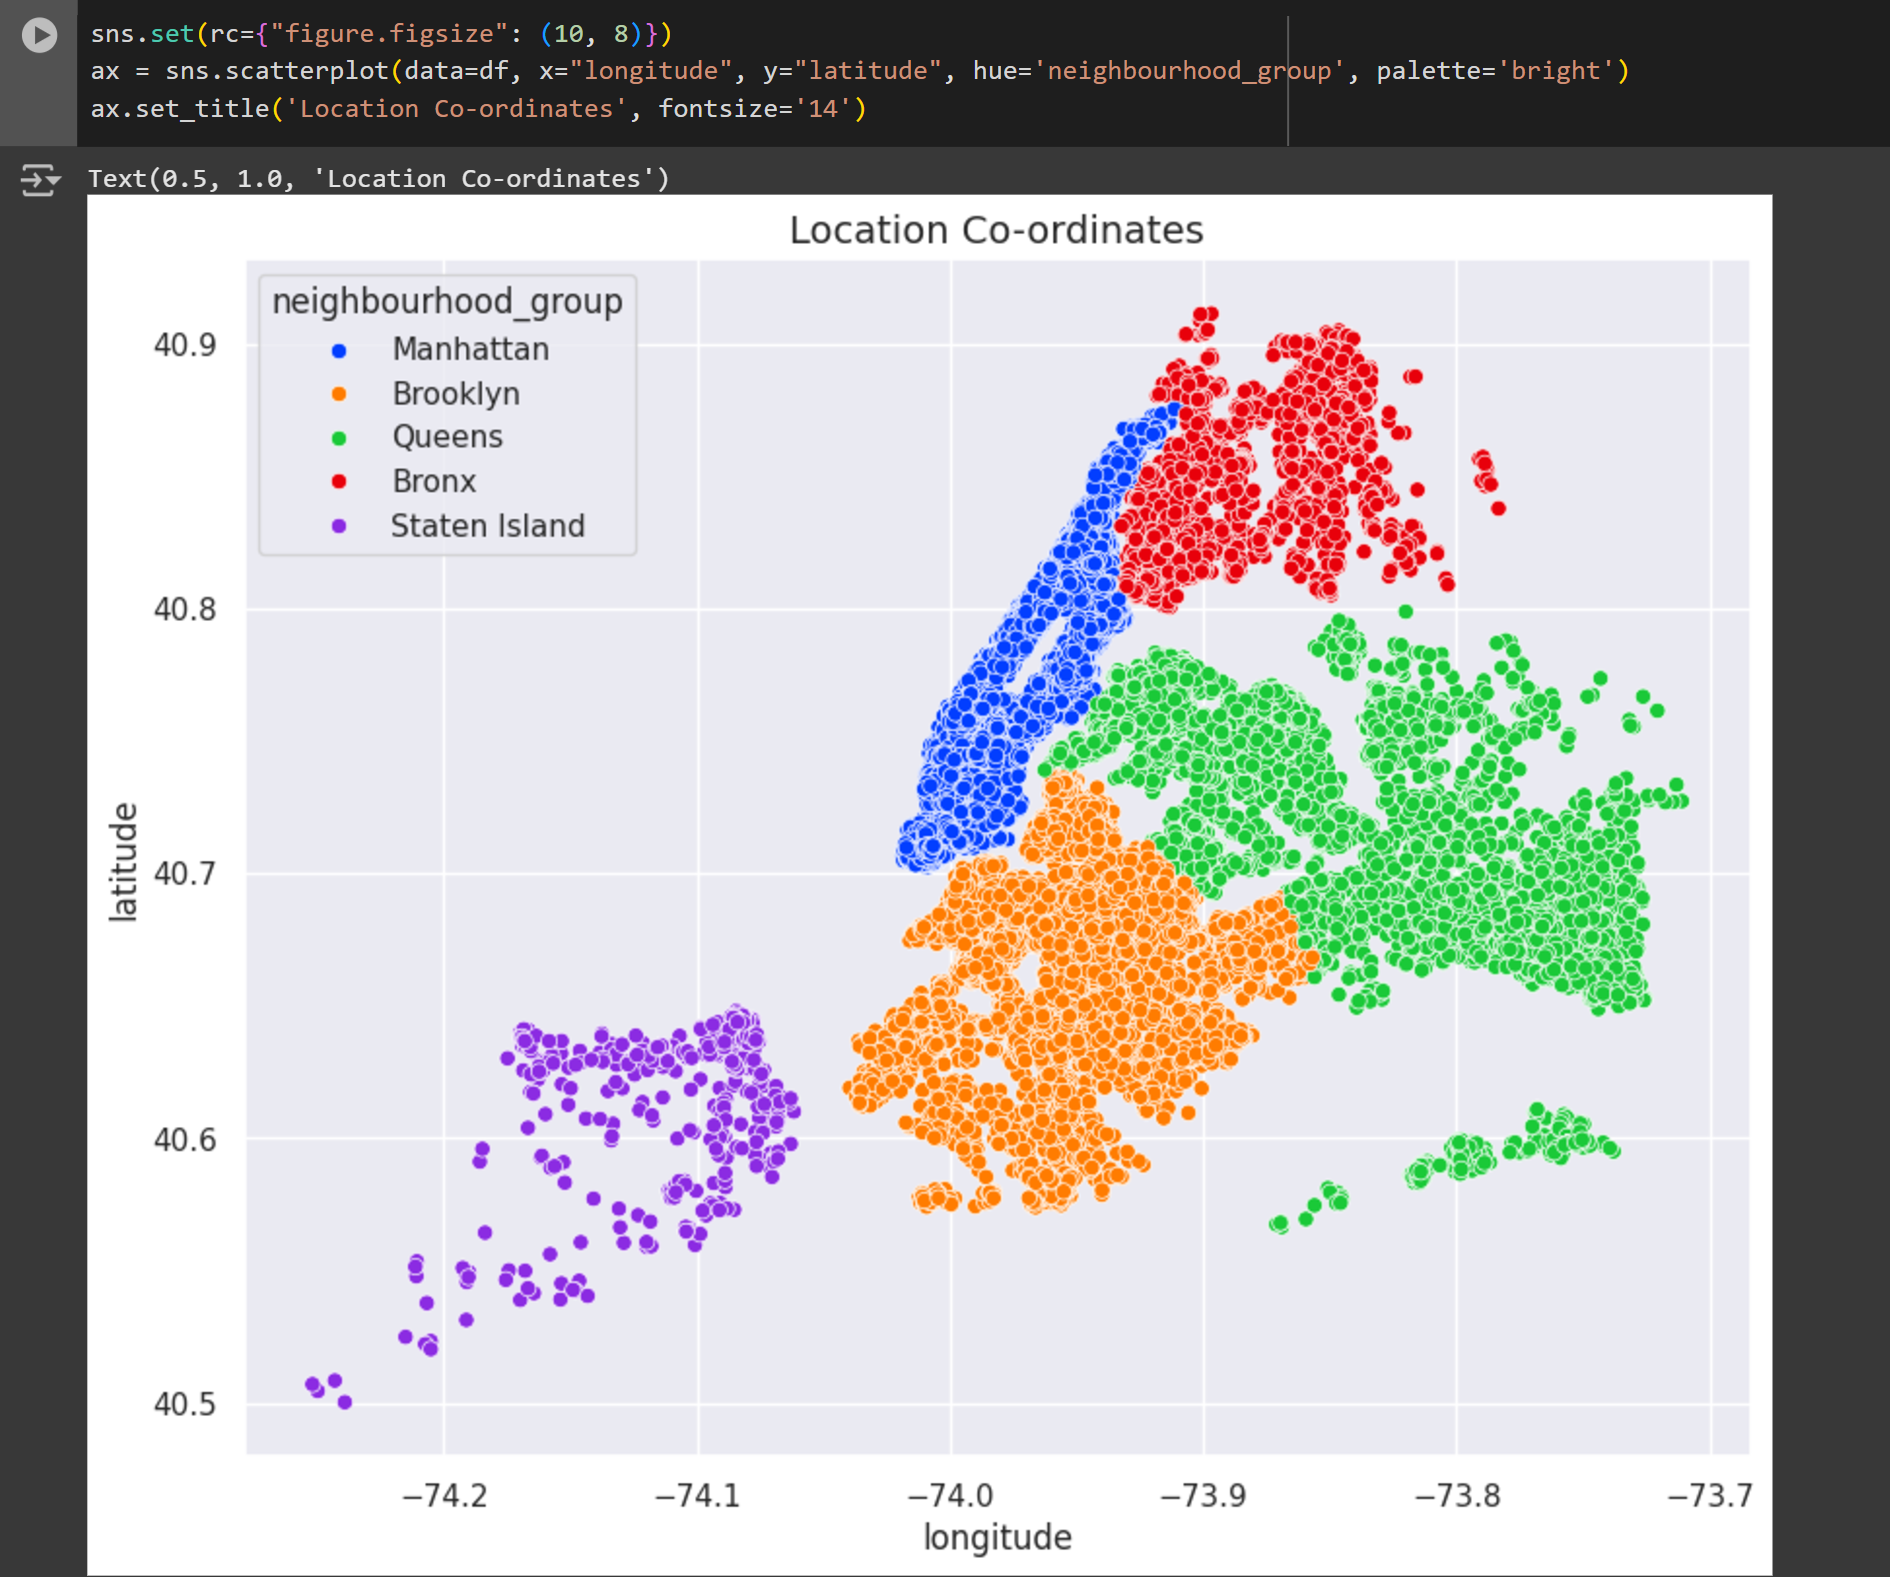 sns.set(rc={"figure.figsize": (10, 8)})
ax = sns.scatterplot(data=df, x="longitude", y="latitude", hue='neighbourhood_group', palette='bright')
ax.set_title('Location Co-ordinates', fontsize='14')
Text(0.5, 1.0, 'Location Co-ordinates')
Location Co-ordinates
neighbourhood_group
Manhattan
Brooklyn
Queens
Bronx
Staten Island
40.9
40.8
40.7
40.6
40.5
latitude
−74.2
−74.1
−74.0
−73.9
−73.8
−73.7
longitude